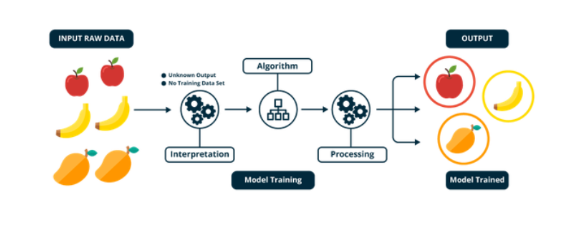 INPUT RAW DATA
OUTPUT
Algorithm
Unknown Output
No Training Data Set
Interpretation
Processing
Model Training
Model Trained